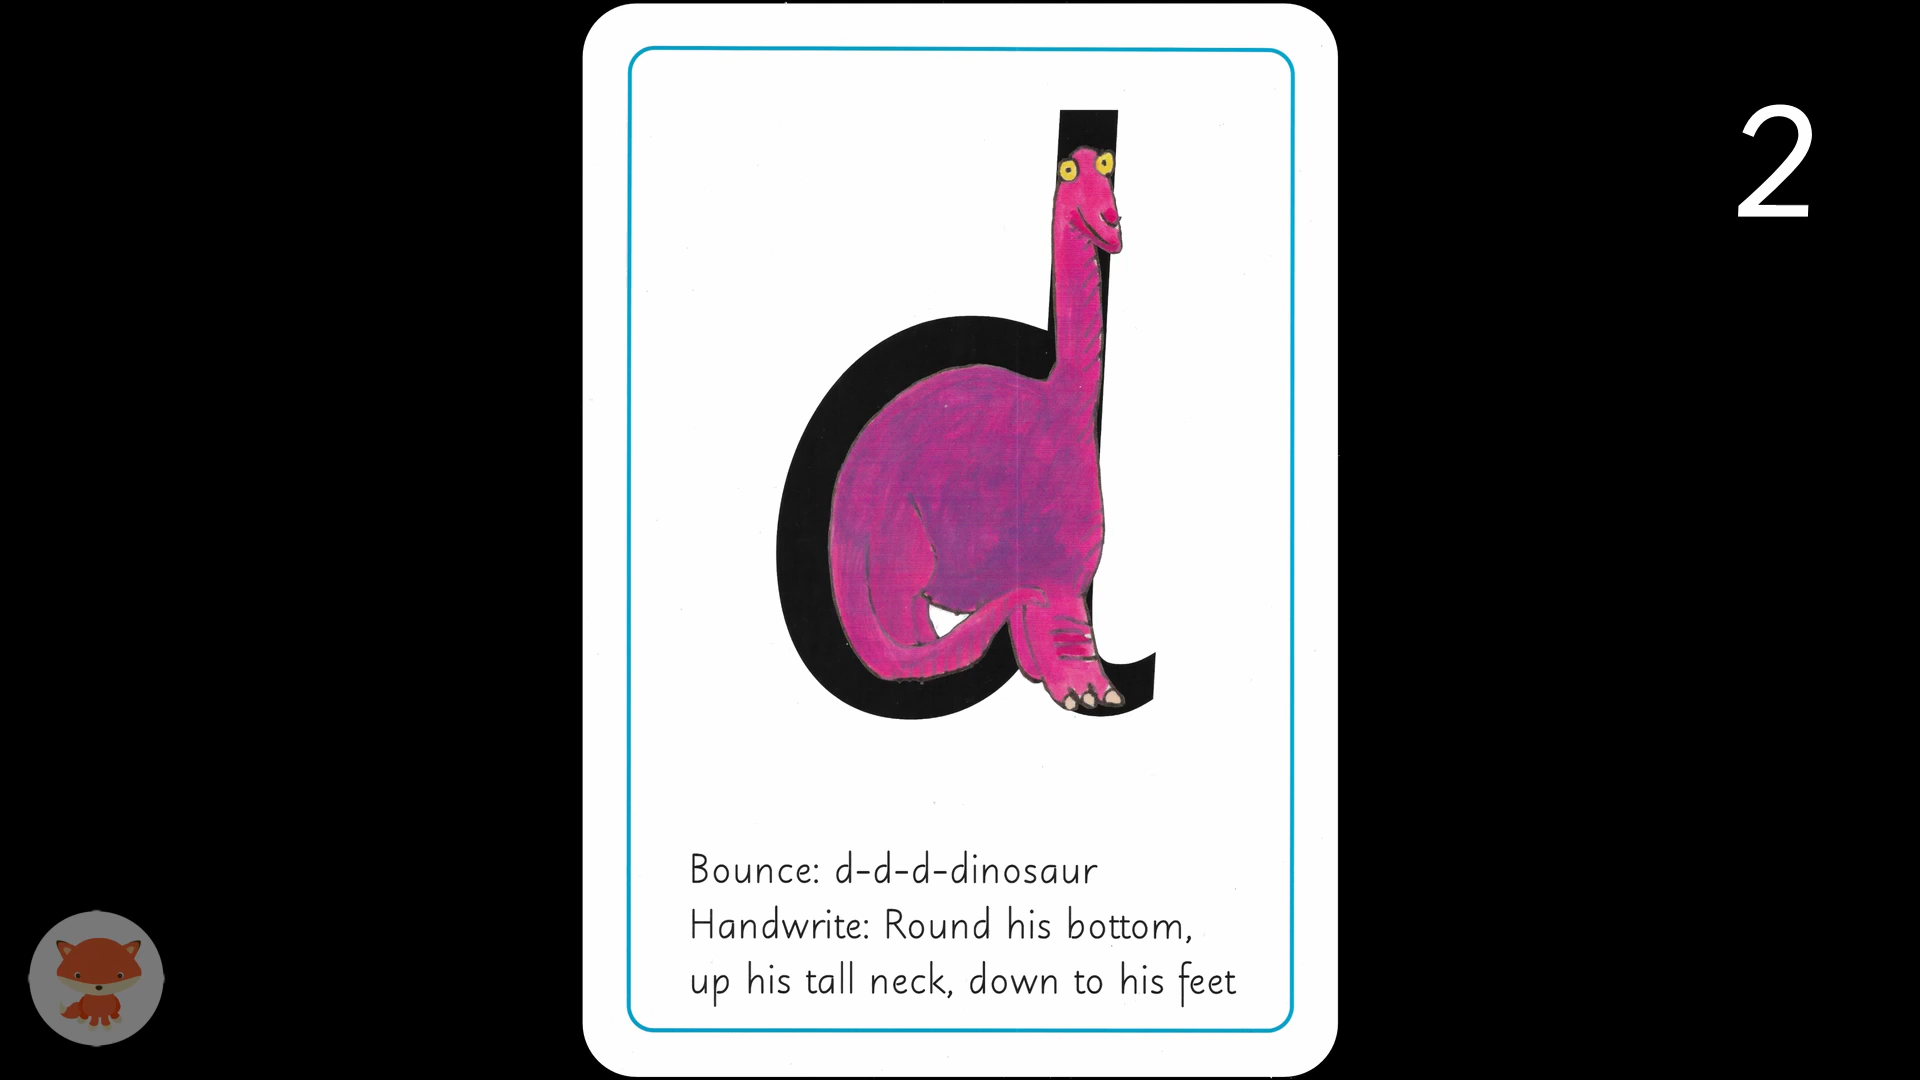 2
d
Bounce: d-d-d-dinosaur
Handwrite: Round his bottom,
up his tall neck, down to his feet